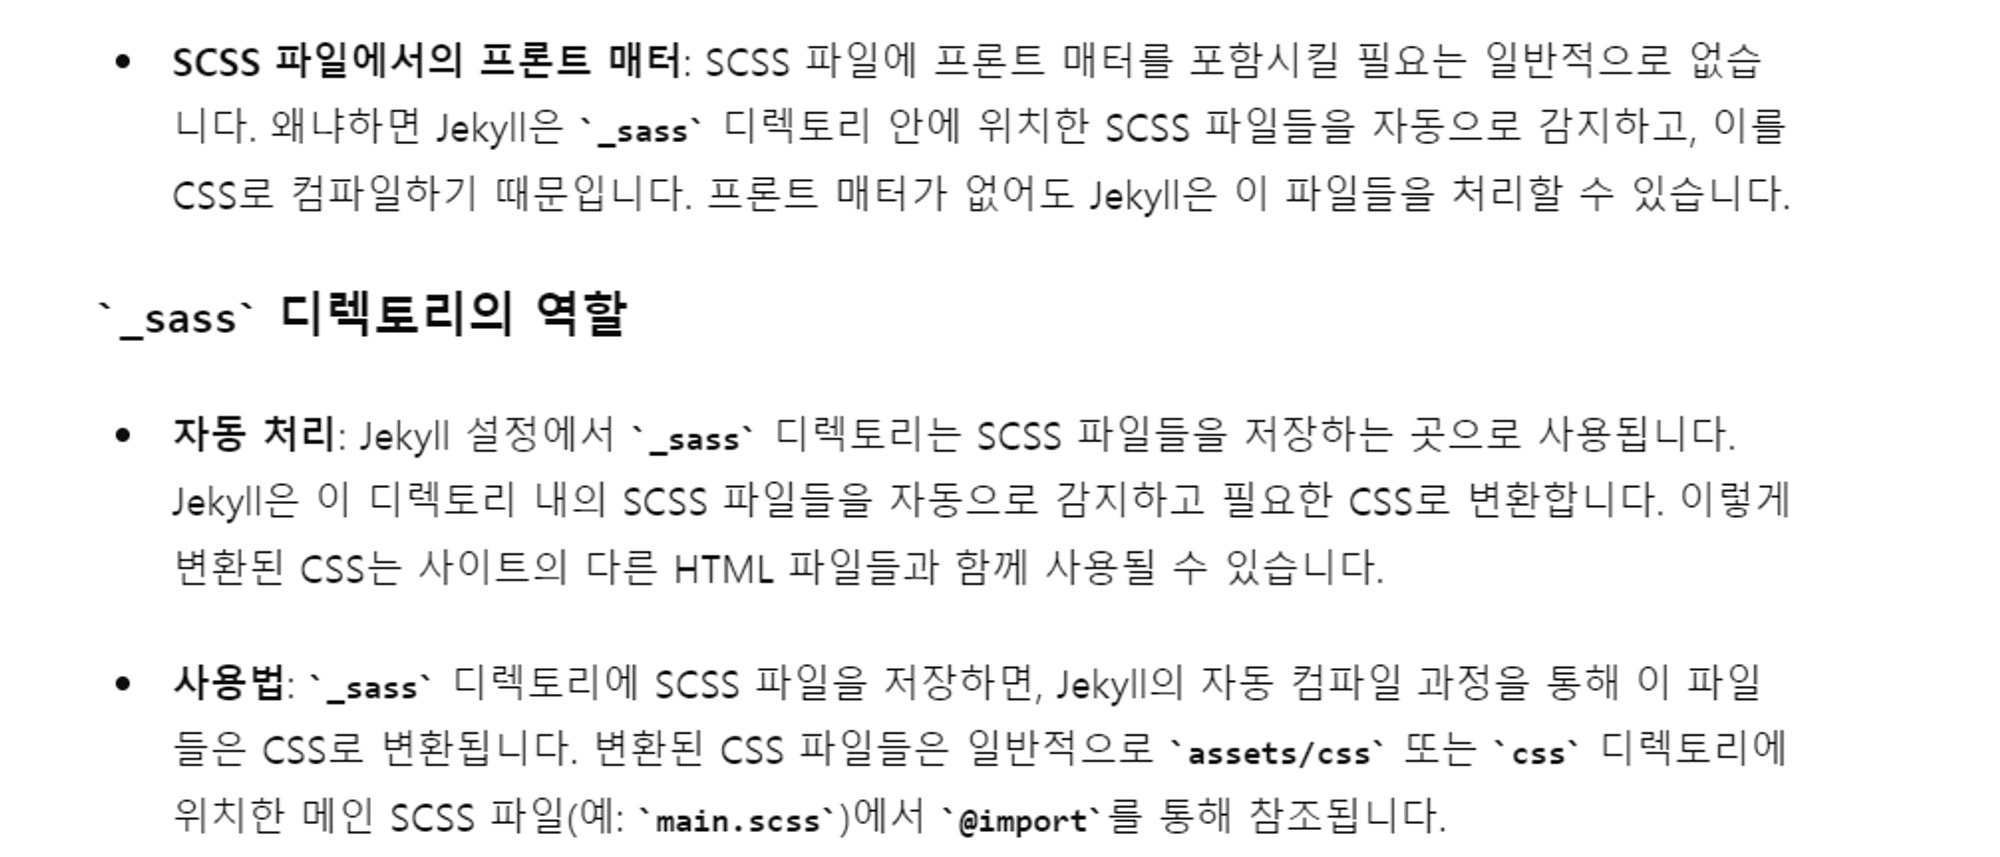 • SCSS 파일에서의 프론트 매터: SCSS 파일에 프론트 매터를 포함시킬 필요는 일반적으로 없습
니다. 왜냐하면 Jekyll은 `_sass` 디렉토리 안에 위치한 SCSS 파일들을 자동으로 감지하고, 이를
CSS로 컴파일하기 때문입니다. 프론트 매터가 없어도 Jekyll은 이 파일들을 처리할 수 있습니다.
`_sass` 디렉토리의 역할
• 자동 처리: Jekyll 설정에서 `_sass` 디렉토리는 SCSS 파일들을 저장하는 곳으로 사용됩니다.
Jekyll은 이 디렉토리 내의 SCSS 파일들을 자동으로 감지하고 필요한 CSS로 변환합니다. 이렇게
변환된 CSS는 사이트의 다른 HTML 파일들과 함께 사용될 수 있습니다.
• 사용법: `_sass` 디렉토리에 SCSS 파일을 저장하면, Jekyll의 자동 컴파일 과정을 통해 이 파일
들은 CSS로 변환됩니다. 변환된 CSS 파일들은 일반적으로 `assets/css` 또는 `css` 디렉토리에
위치한 메인 SCSS 파일(예: `main.scss`)에서 `@import`를 통해 참조됩니다.